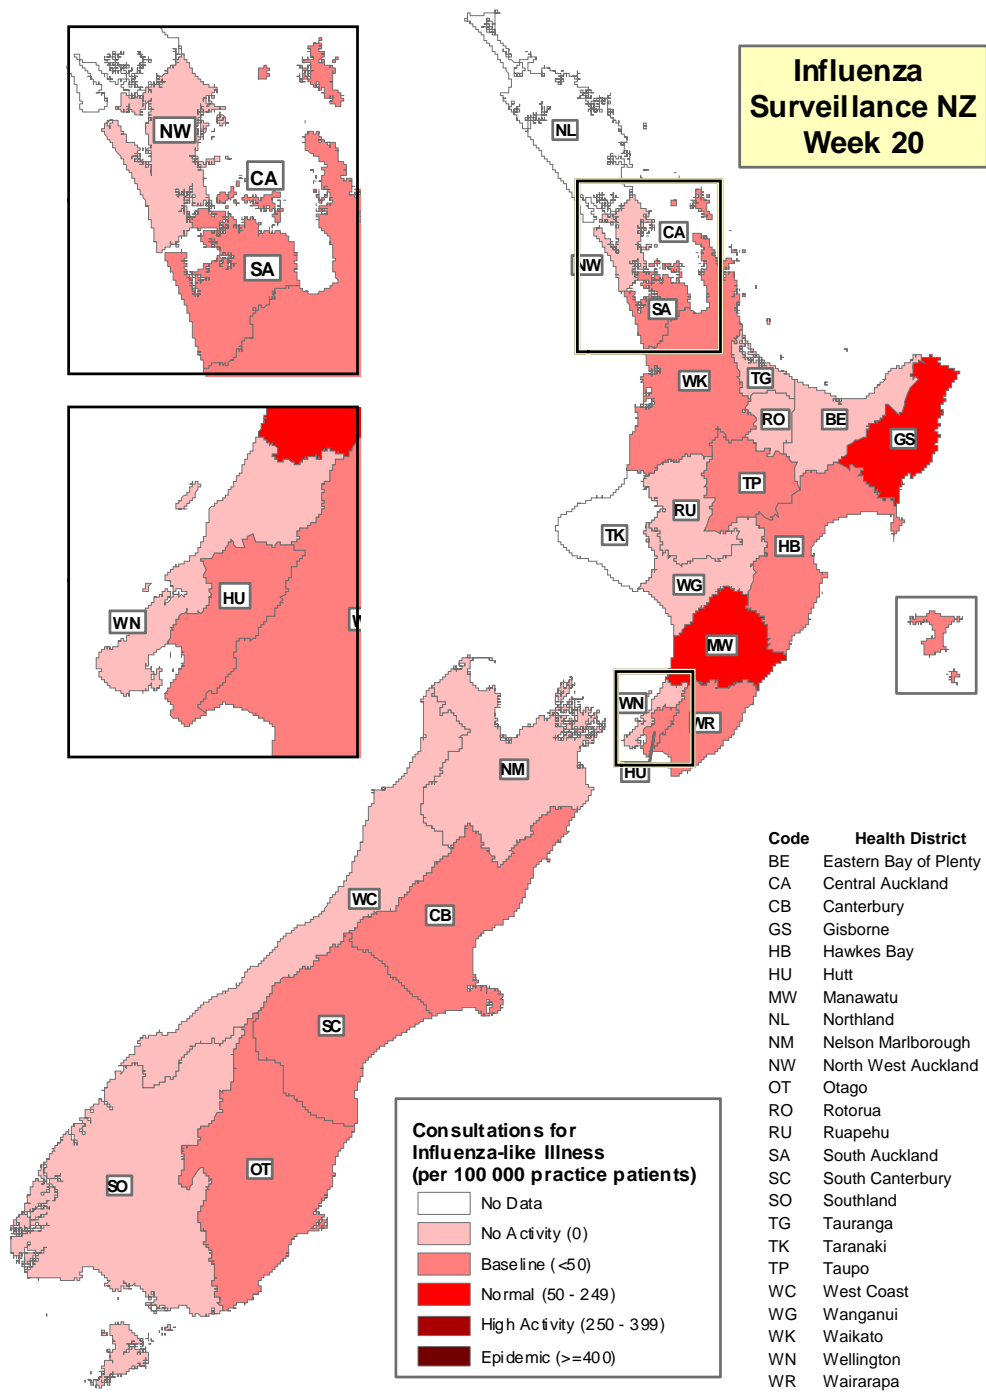 Influenza
Surveillance NZ
Week 20
NW
CA
SA
HU
WN
W
NL
CA
NW
SA
WK
TG
RO
BE
GS
TP
RU
TK
HB
WG
MW
WN
WR
HU
NM
WC
CB
SC
OT
SO
Consultations for
Influenza-like Illness
(per 100 000 practice patients)
No Data
No Activity (0)
Baseline (<50)
Normal (50 - 249)
High Activity (250 - 399)
Epidemic (>=400)
Code Health District
BE Eastern Bay of Plenty
CA Central Auckland
CB Canterbury
GS Gisborne
HB Hawkes Bay
HU Hutt
MW Manawatu
NL Northland
NM Nelson Marlborough
NW North West Auckland
OT Otago
RO Rotorua
RU Ruapehu
SA South Auckland
SC South Canterbury
SO Southland
TG Tauranga
TK Taranaki
TP Taupo
WC West Coast
WG Wanganui
WK Waikato
WN Wellington
WR Wairarapa